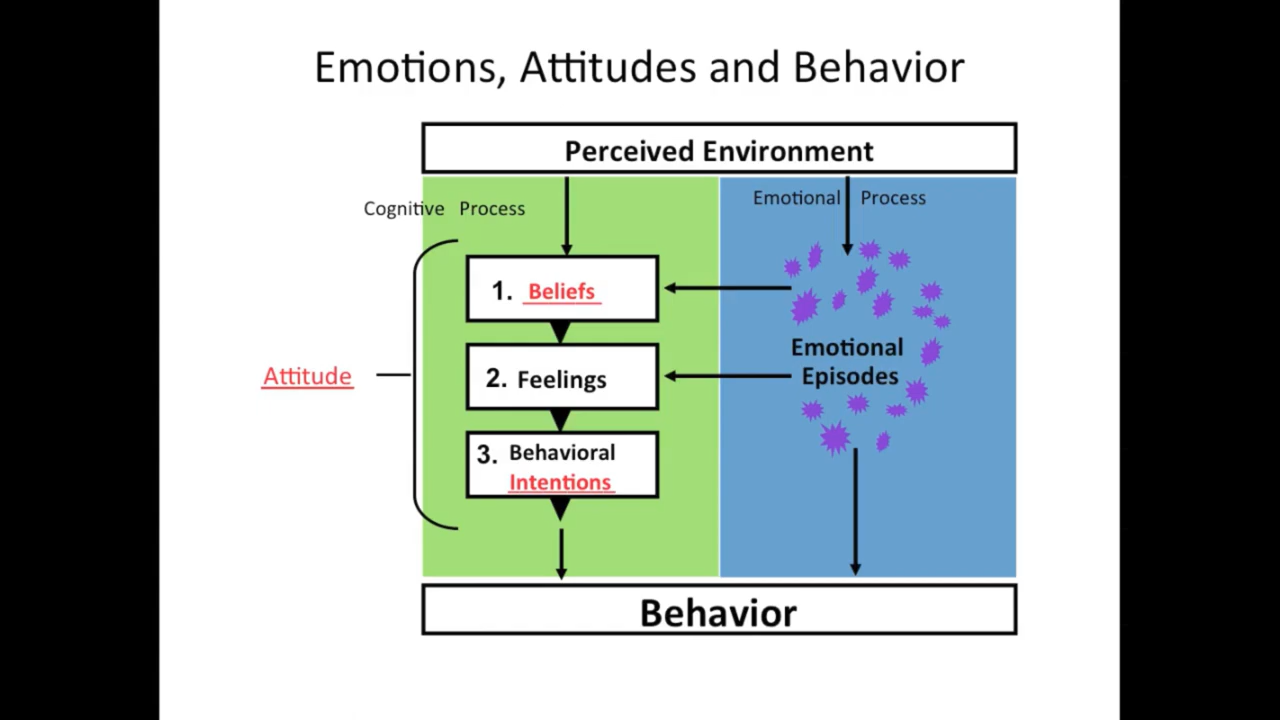 Emotions, Attitudes and Behavior
Perceived Environment
Cognitive Process
Emotional Process
1. Beliefs
Emotional
Episodes
Attitude
2. Feelings
3. Behavioral
Intentions
Behavior